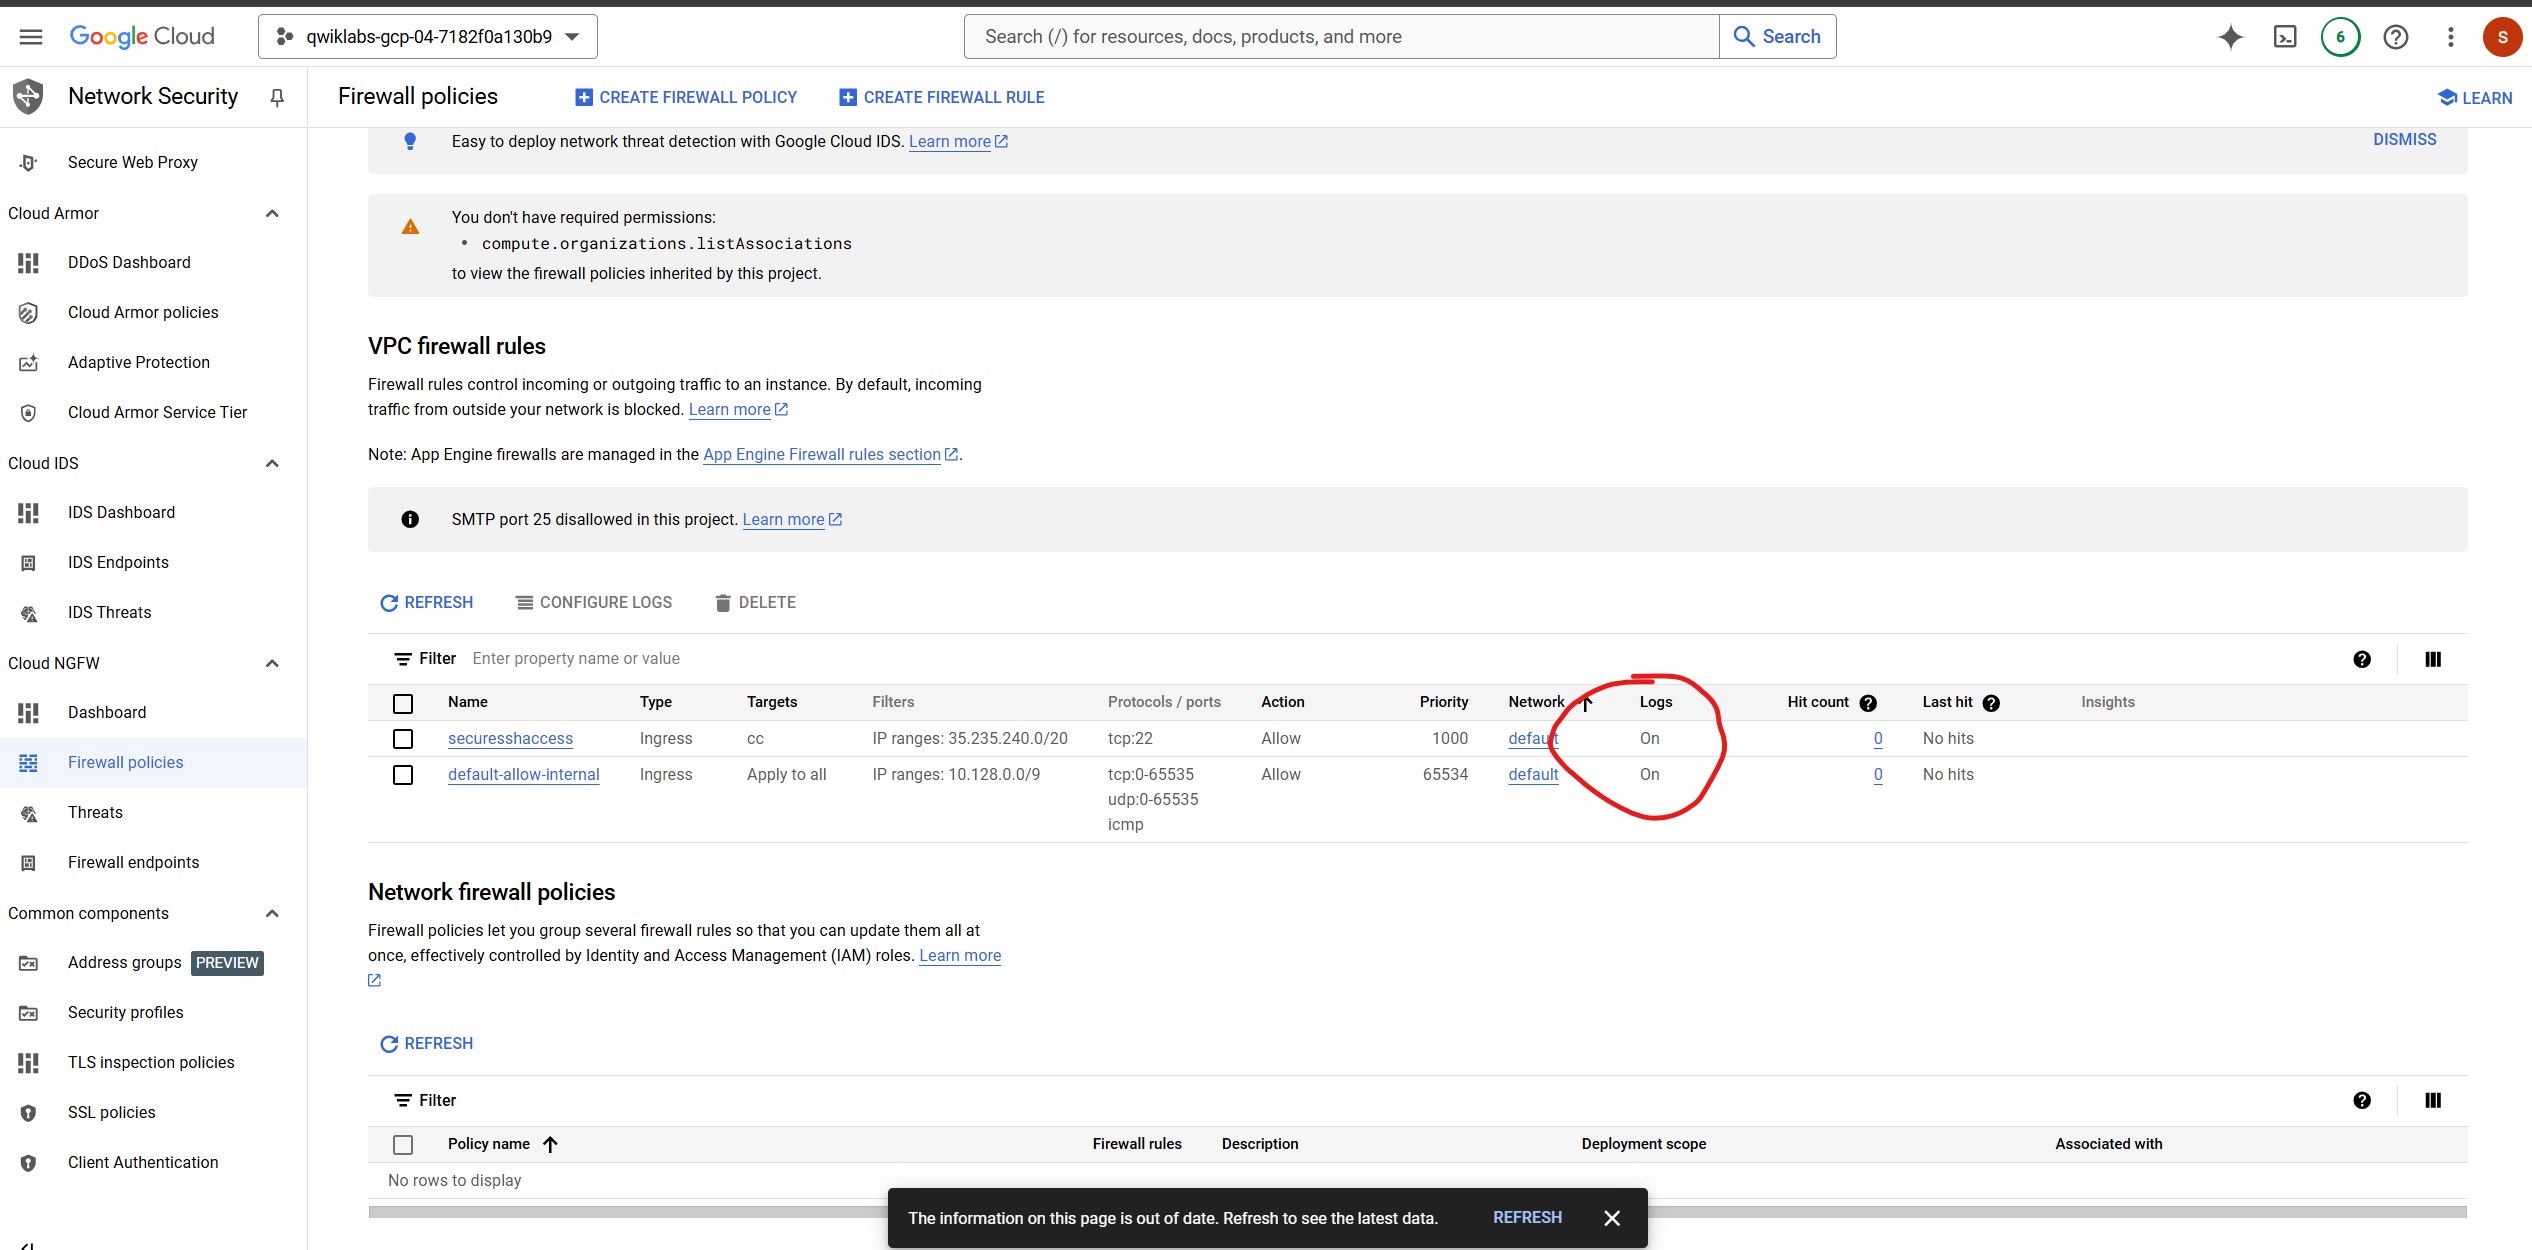 Google Cloud
qwiklabs-gcp-04-7182f0a130b9
Search (/) for resources, docs, products, and more
Search
6
S
Network Security
Firewall policies
CREATE FIREWALL POLICY
CREATE FIREWALL RULE
LEARN
Secure Web Proxy
Cloud Armor
DDoS Dashboard
Cloud Armor policies
Adaptive Protection
Cloud Armor Service Tier
Cloud IDS
IDS Dashboard
IDS Endpoints
IDS Threats
Cloud NGFW
Dashboard
Firewall policies
Threats
Firewall endpoints
Common components
Address groups PREVIEW
Security profiles
TLS inspection policies
SSL policies
Client Authentication
Easy to deploy network threat detection with Google Cloud IDS. Learn more
DISMISS
You don't have required permissions:
• compute.organizations.listAssociations
to view the firewall policies inherited by this project.
VPC firewall rules
Firewall rules control incoming or outgoing traffic to an instance. By default, incoming
traffic from outside your network is blocked. Learn more
Note: App Engine firewalls are managed in the App Engine Firewall rules section.
SMTP port 25 disallowed in this project. Learn more
REFRESH CONFIGURE LOGS DELETE
Filter Enter property name or value
Name Type Targets Filters Protocols / ports Action Priority Network Logs Hit count Last hit Insights
securesshaccess Ingress cc IP ranges: 35.235.240.0/20 tcp:22 Allow 1000 default On 0 No hits
default-allow-internal Ingress Apply to all IP ranges: 10.128.0.0/9 tcp:0-65535 Allow 65534 default On 0 No hits
udp:0-65535
icmp
Network firewall policies
Firewall policies let you group several firewall rules so that you can update them all at
once, effectively controlled by Identity and Access Management (IAM) roles. Learn more
REFRESH
Filter
Policy name Firewall rules Description Deployment scope Associated with
No rows to display
The information on this page is out of date. Refresh to see the latest data. REFRESH